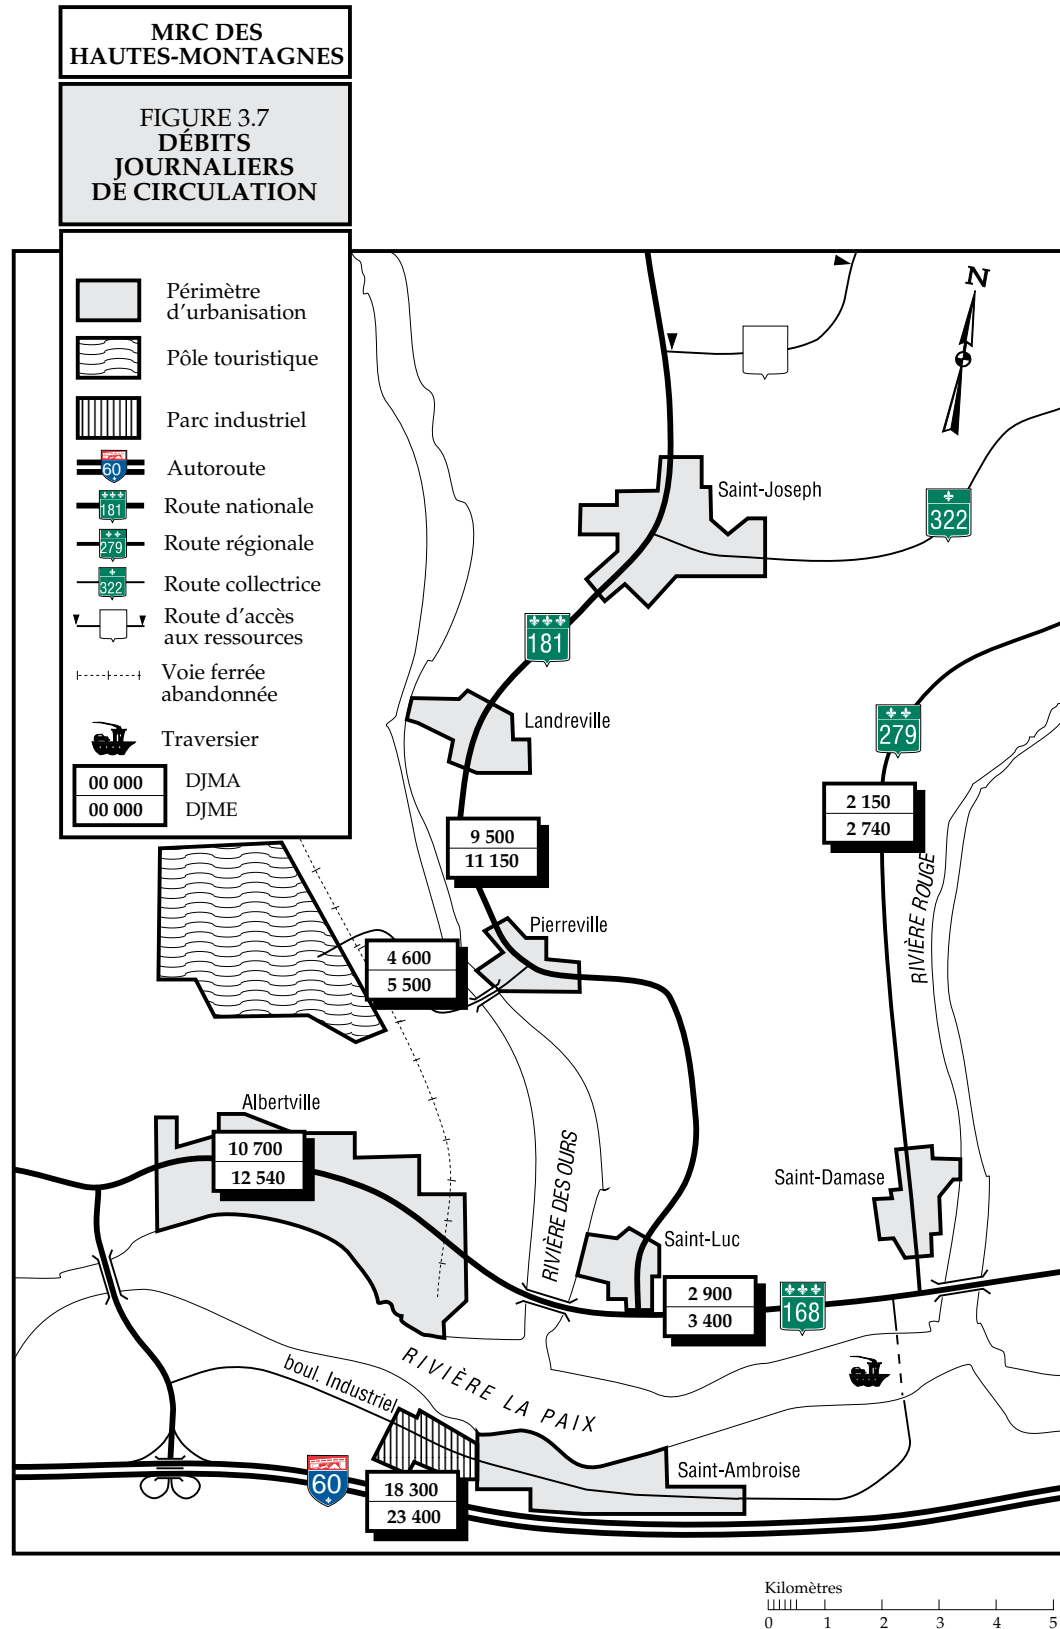 MRC DES
HAUTES-MONTAGNES
FIGURE 3.7
DÉBITS
JOURNALIERS
DE CIRCULATION
Périmètre
d'urbanisation
Pôle touristique
Parc industriel
60
Autoroute
181
Route nationale
279
Route régionale
322
Route collectrice
Route d'accès
aux ressources
Voie ferrée
abandonnée
Traversier
00 000
DJMA
00 000
DJME
N
Saint-Joseph
322
181
Landreville
279
2 150
2 740
9 500
11 150
RIVIÈRE ROUGE
Pierreville
4 600
5 500
Albertville
10 700
12 540
RIVIÈRE DES OURS
Saint-Damase
Saint-Luc
2 900
3 400
168
RIVIÈRE LA PAIX
boul. Industriel
Saint-Ambroise
60
18 300
23 400
Kilomètres
0 1 2 3 4 5